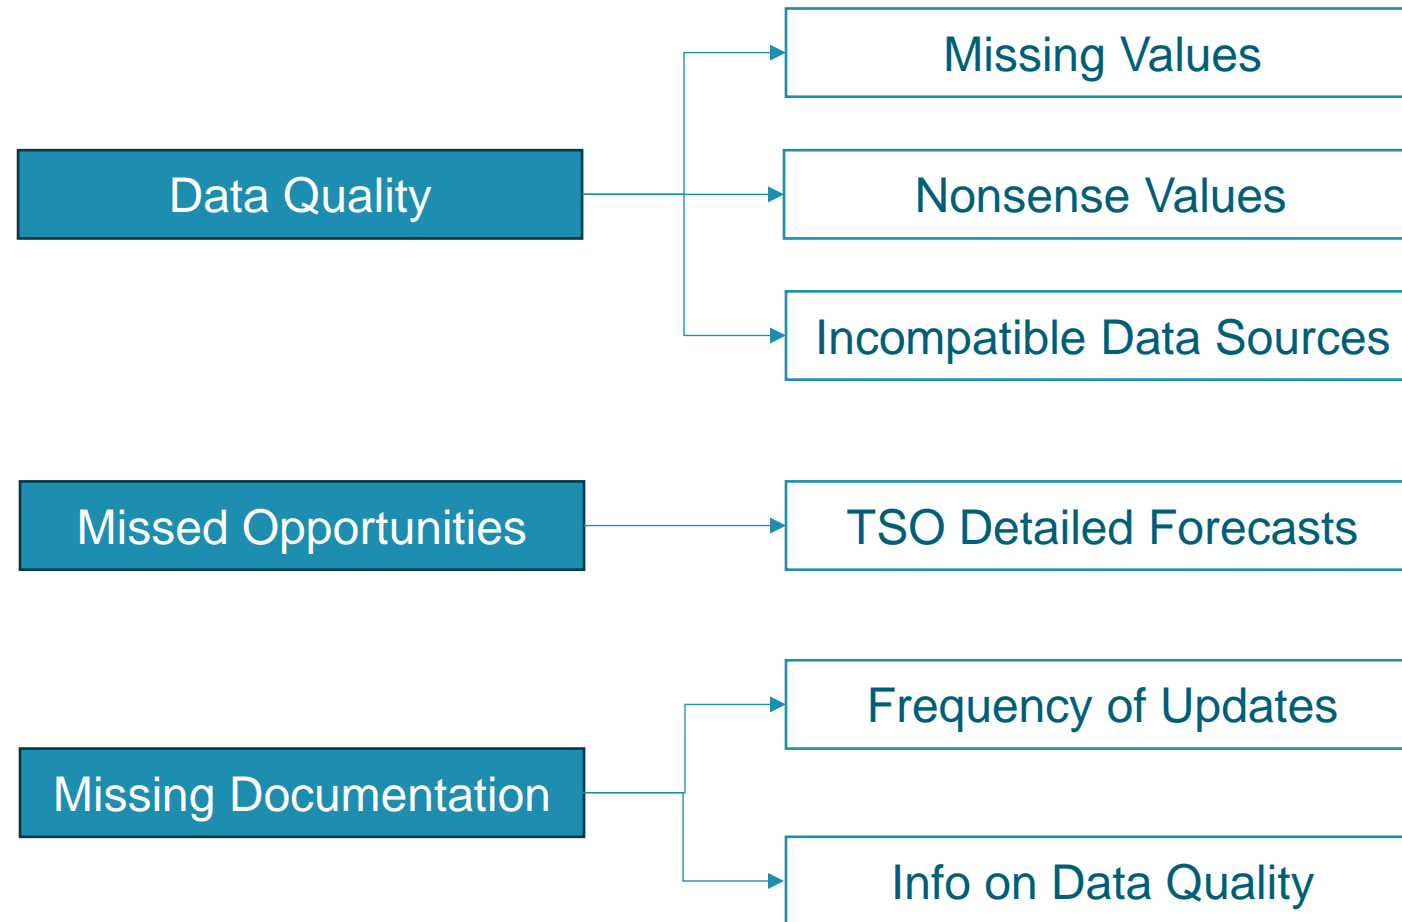 Missing Values
Data Quality
Nonsense Values
Incompatible Data Sources
Missed Opportunities
TSO Detailed Forecasts
Frequency of Updates
Missing Documentation
Info on Data Quality